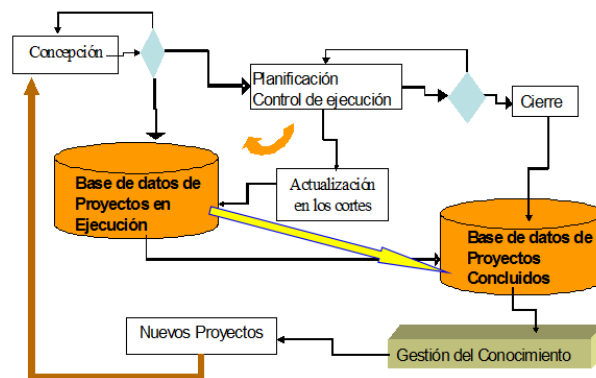 Concepción
Planificación
Control de ejecución
Cierre
Base de datos de
Proyectos en
Ejecución
Actualización
en los cortes
Base de datos de
Proyectos
Concluidos
Nuevos Proyectos
Gestión del Conocimiento